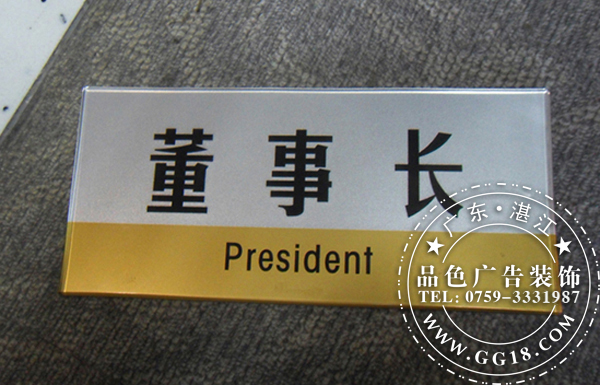 董事长
President
广东·湛江
品色广告装饰
TEL: 0759-3331987
WWW.GG18.COM